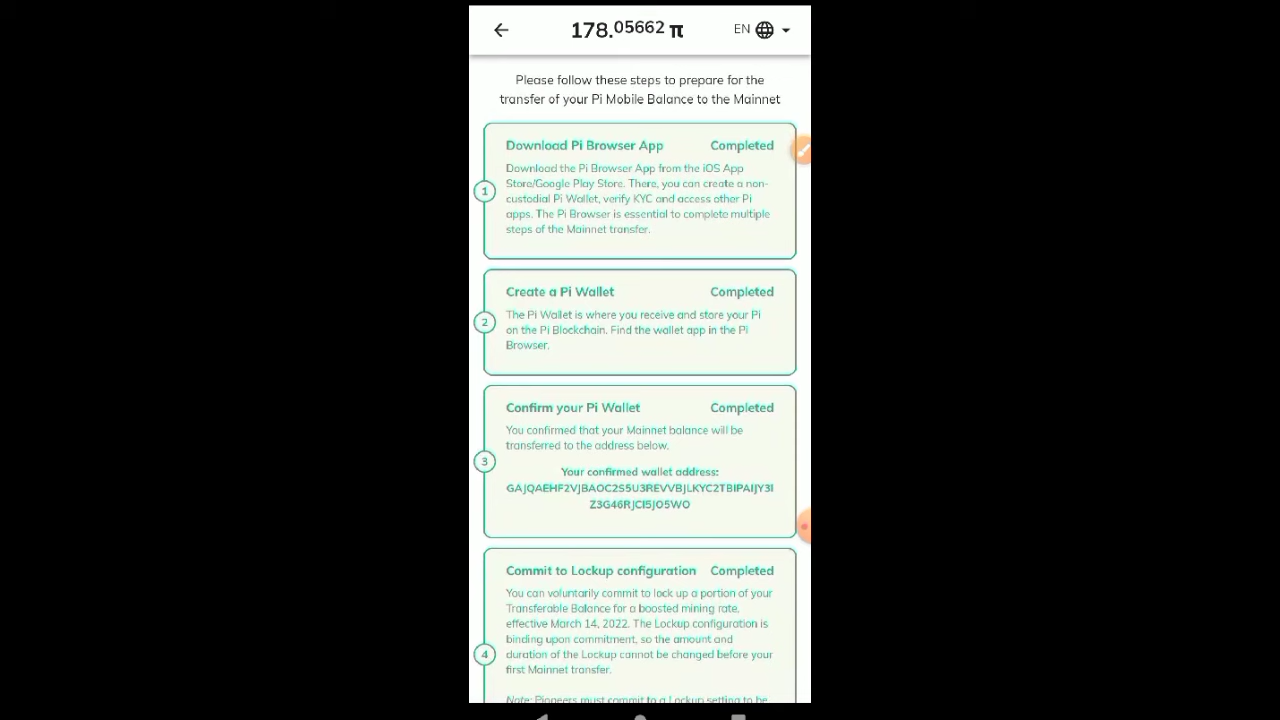 178.05662 π
EN
Please follow these steps to prepare for the
transfer of your Pi Mobile Balance to the Mainnet
Download Pi Browser App Completed
Download the Pi Browser App from the iOS App
Store/Google Play Store. There, you can create a non-
custodial Pi Wallet, verify KYC and access other Pi
apps. The Pi Browser is essential to complete multiple
steps of the Mainnet transfer.
1
Create a Pi Wallet Completed
The Pi Wallet is where you receive and store your Pi
on the Pi Blockchain. Find the wallet app in the Pi
Browser.
2
Confirm your Pi Wallet Completed
You confirmed that your Mainnet balance will be
transferred to the address below.
3
Your confirmed wallet address:
GAJQAEHF2VJBAOC2S5U3REVVBJLKYC2TBIPAIJY3I
Z3G46RJCI5JO5WO
Commit to Lockup configuration Completed
You can voluntarily commit to lock up a portion of your
Transferable Balance for a boosted mining rate,
effective March 14, 2022. The Lockup configuration is
binding upon commitment, so the amount and
duration of the Lockup cannot be changed before your
first Mainnet transfer.
4
Note: Pioneers must commit to a Lockup setting to be